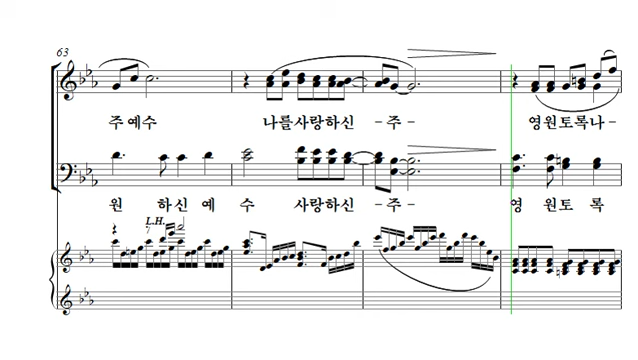 63
주예수 나를사랑하신 - 주 - 영원토록나 -
원 하신 예 수 사랑하신 - 주 - 영 원토 록
L.H.